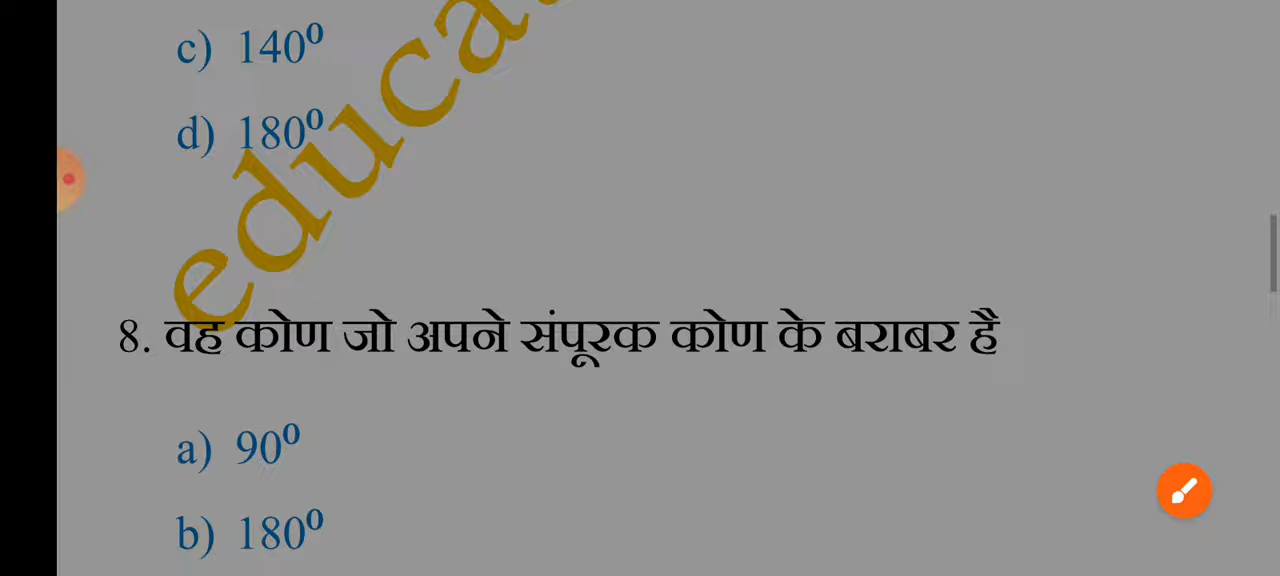 c) 140⁰
d) 180⁰
educa
8. वह कोण जो अपने संपूरक कोण के बराबर है
a) 90⁰
b) 180⁰